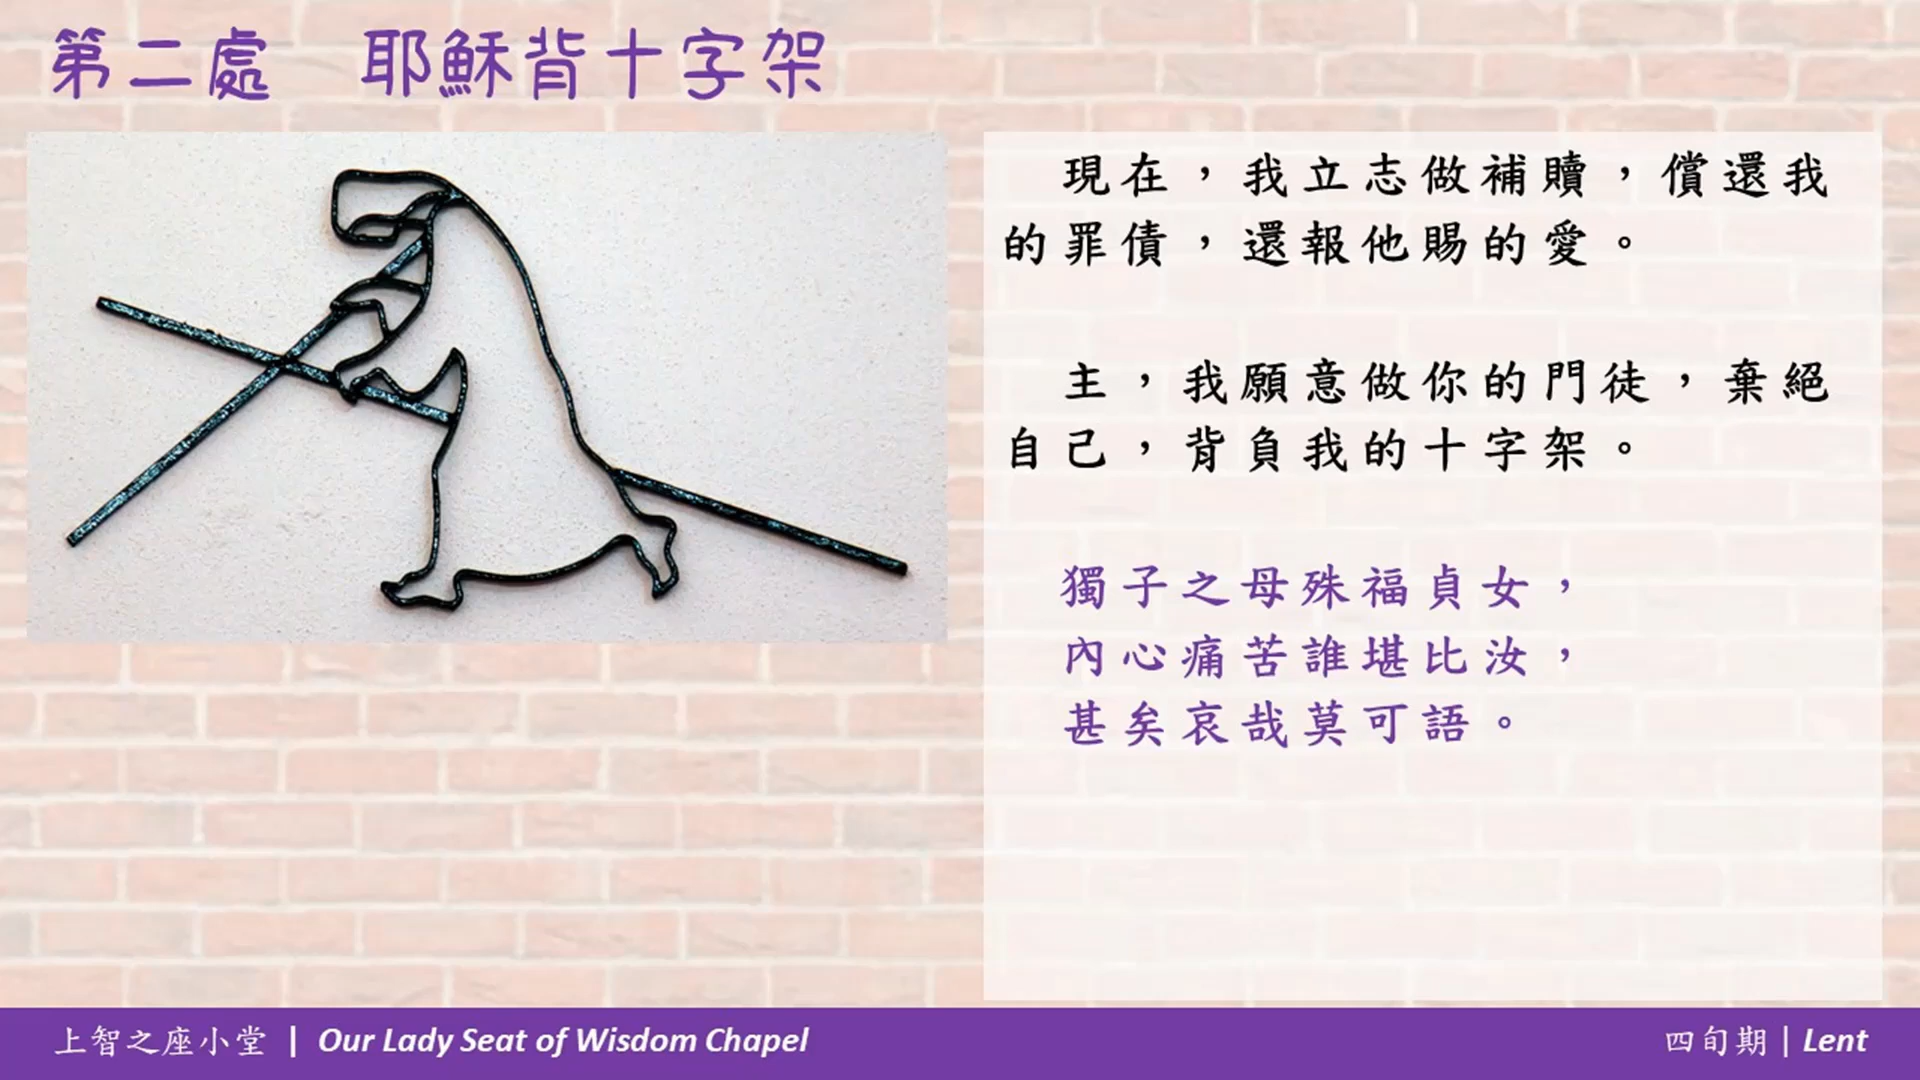 第二處　耶穌背十字架
現在，我立志做補贖，償還我
的罪債，還報他賜的愛。
主，我願意做你的門徒，棄絕
自己，背負我的十字架。
獨子之母殊福貞女，
內心痛苦誰堪比汝，
甚矣哀哉莫可語。
上智之座小堂 | Our Lady Seat of Wisdom Chapel
四旬期 | Lent